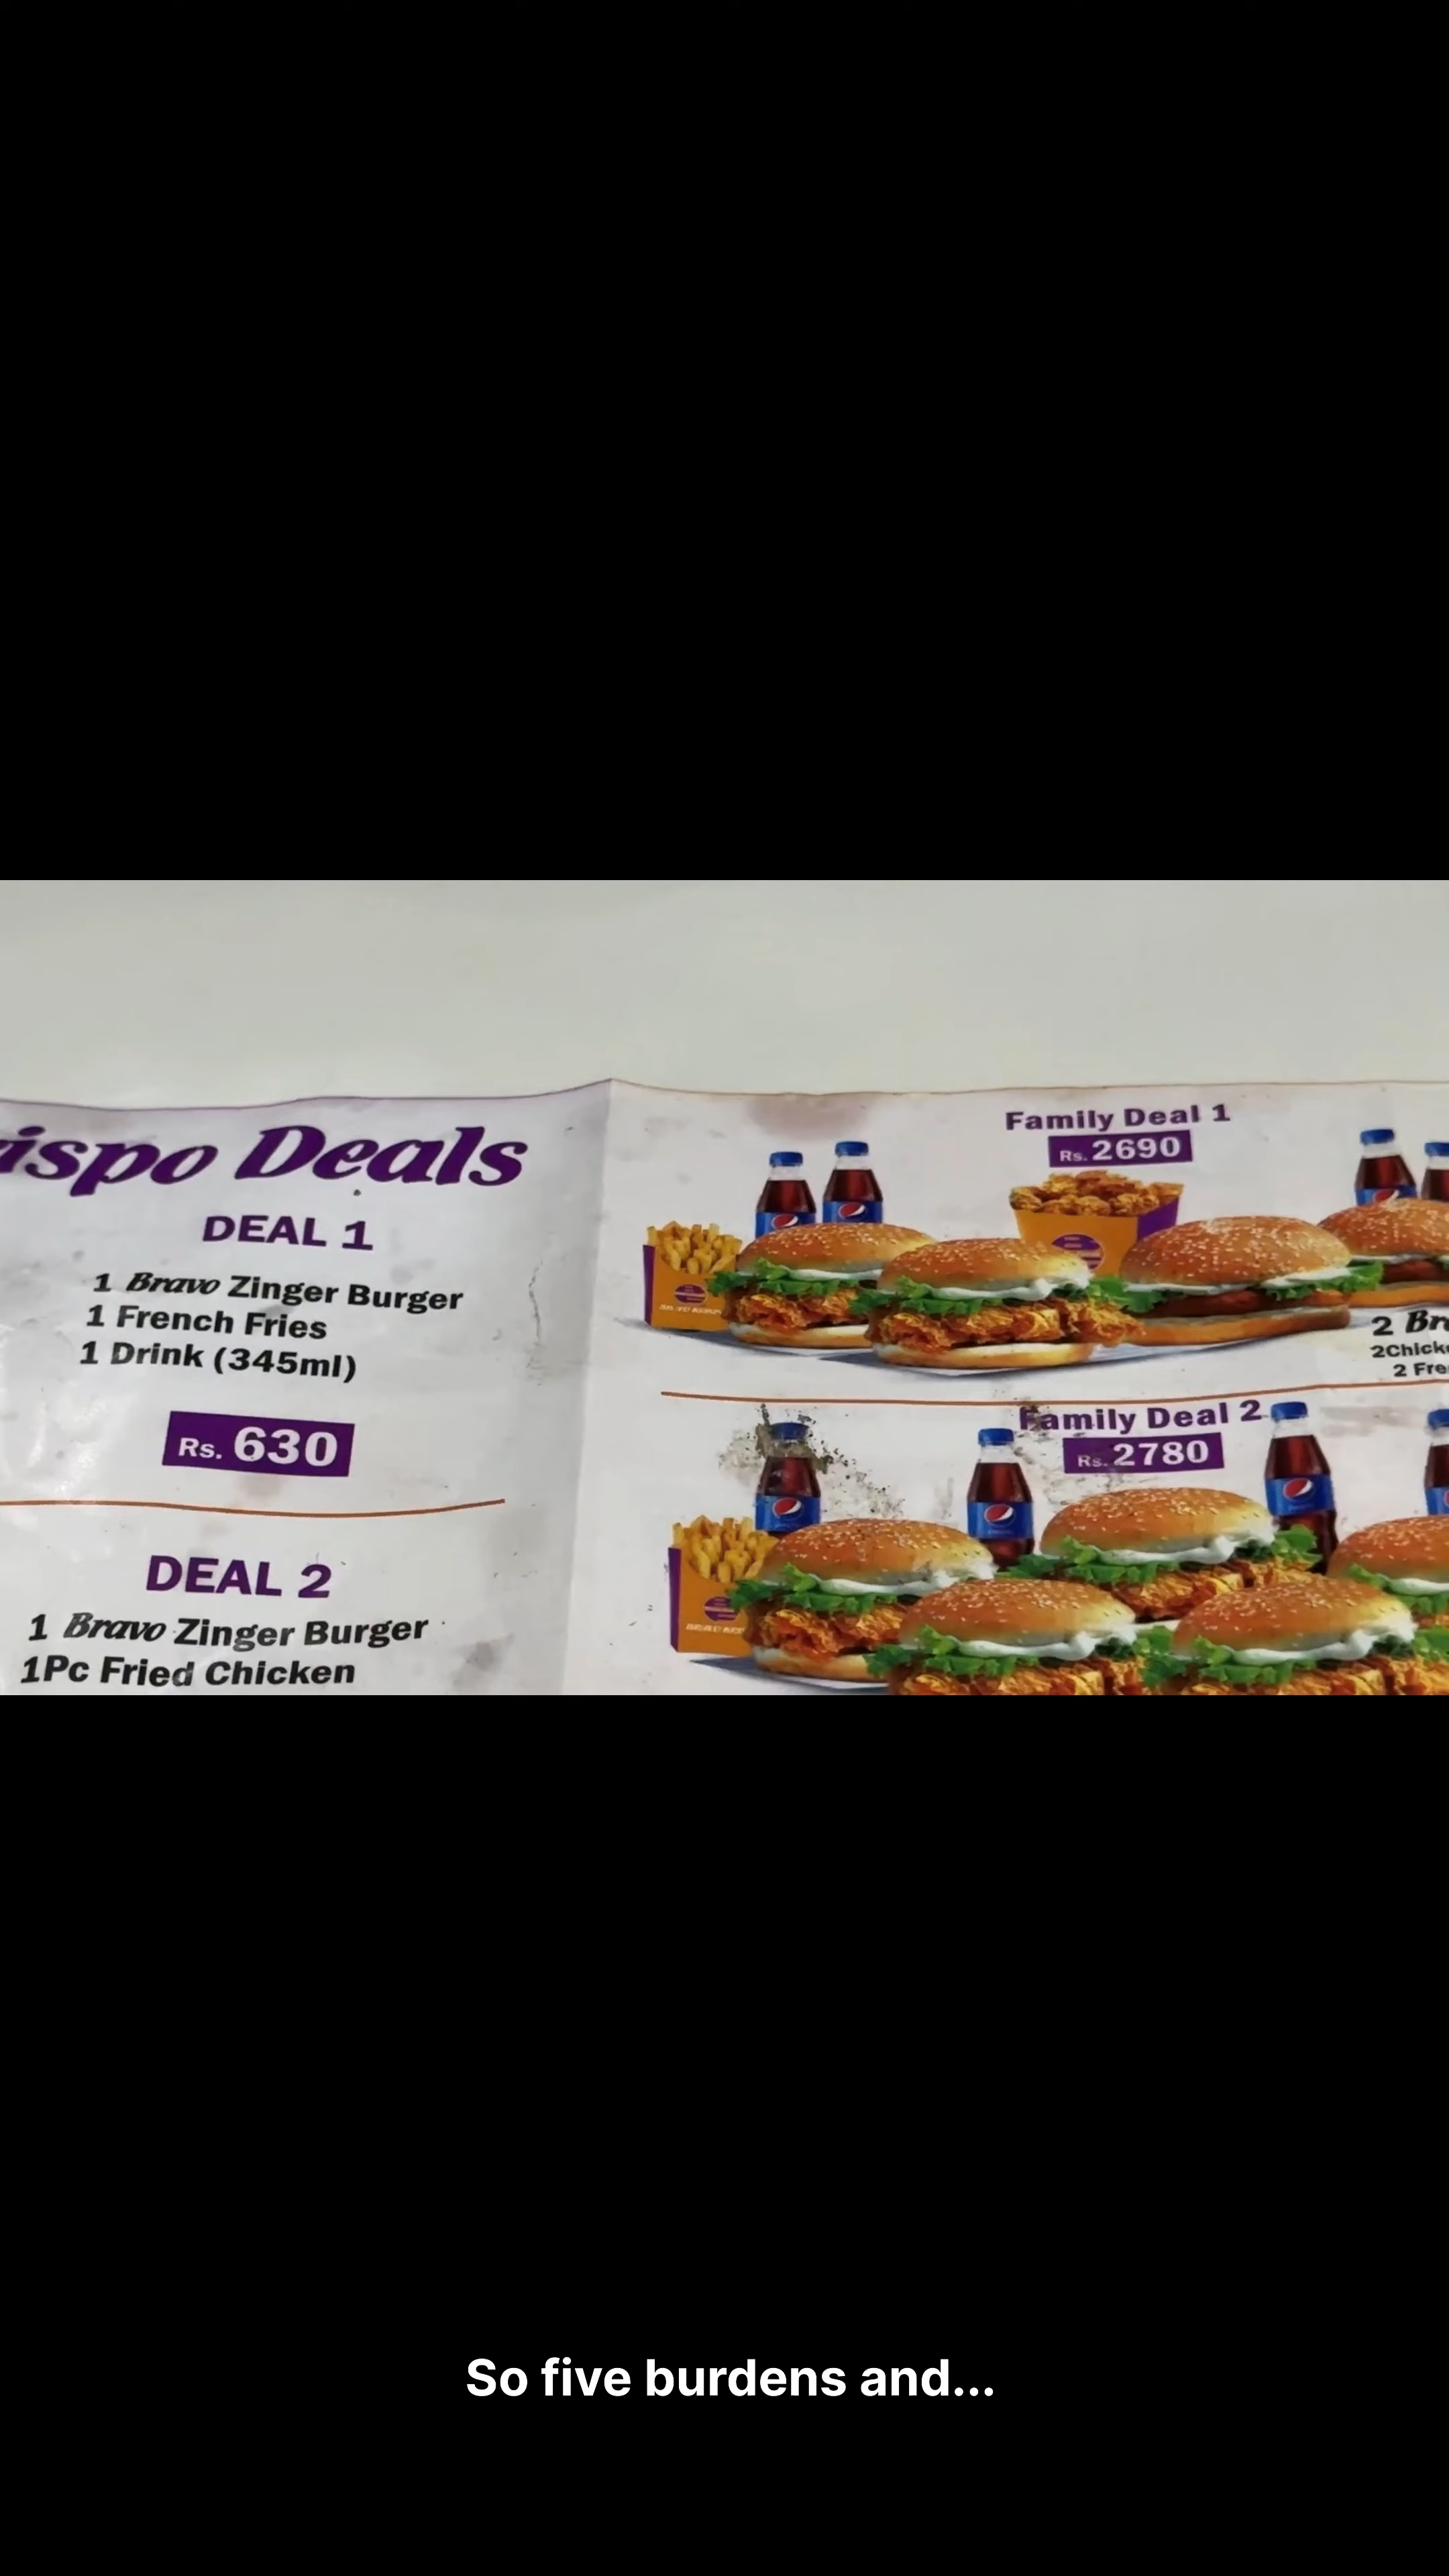 ispo Deals
DEAL 1
1 Bravo Zinger Burger
1 French Fries
1 Drink (345ml)
Rs. 630
DEAL 2
1 Bravo Zinger Burger
1Pc Fried Chicken
Family Deal 1
Rs. 2690
2 Br
2Chick
2 Fre
Family Deal 2
Rs. 2780
So five burdens and...